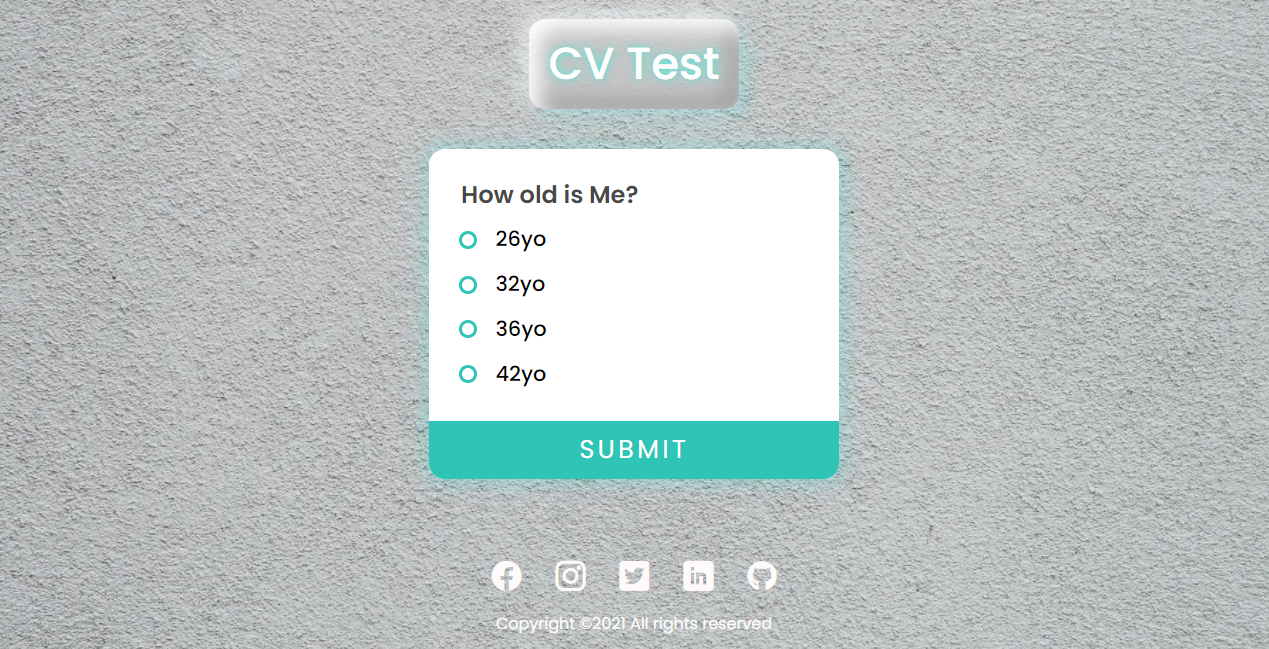 CV Test
How old is Me?
26yo
32yo
36yo
42yo
SUBMIT
Copyright ©2021 All rights reserved